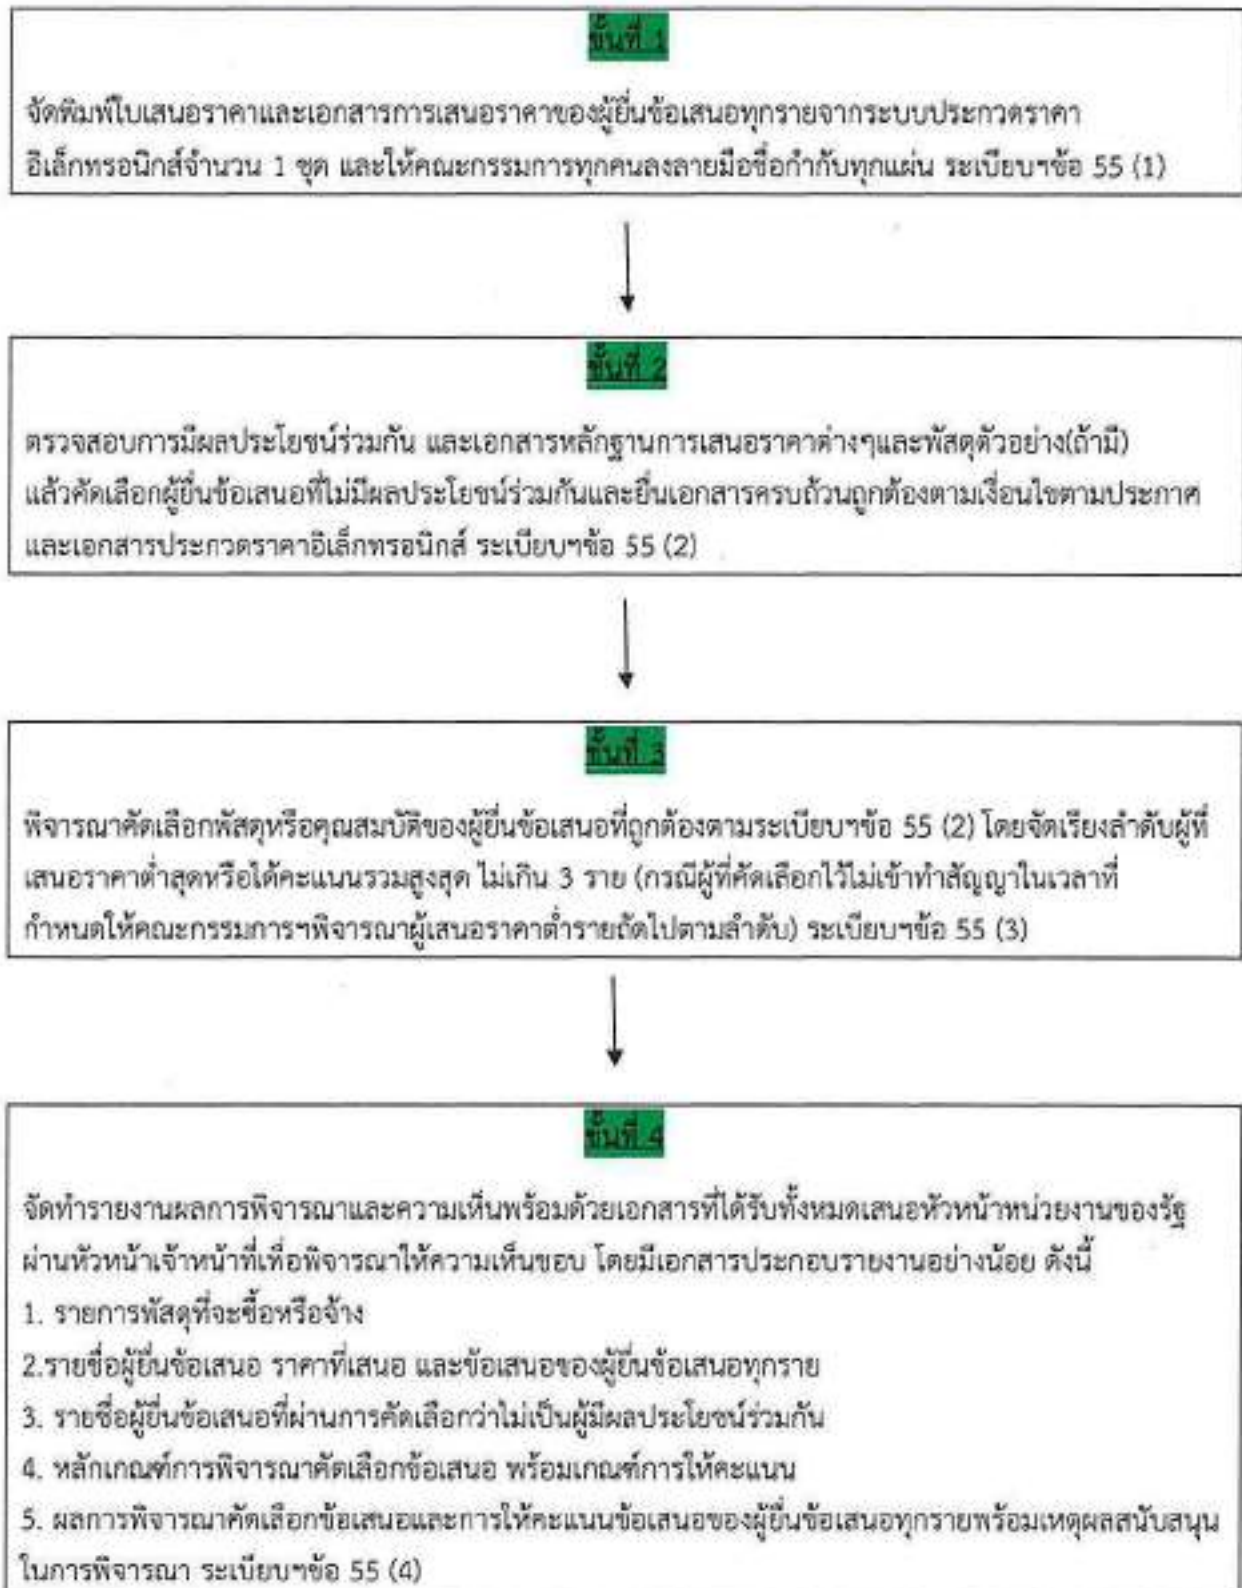 ขั้นที่ 1
จัดพิมพ์ใบเสนอราคาและเอกสารการเสนอราคาของผู้ยื่นข้อเสนอทุกรายจากระบบประกวดราคา
อิเล็กทรอนิกส์จำนวน 1 ชุด และให้คณะกรรมการทุกคนลงลายมือชื่อกำกับทุกแผ่น ระเบียบฯข้อ 55 (1)
ขั้นที่ 2
ตรวจสอบการมีผลประโยชน์ร่วมกัน และเอกสารหลักฐานการเสนอราคาต่างๆและพัสดุตัวอย่าง(ถ้ามี)
แล้วคัดเลือกผู้ยื่นข้อเสนอที่ไม่มีผลประโยชน์ร่วมกันและยื่นเอกสารครบถ้วนถูกต้องตามเงื่อนไขตามประกาศ
และเอกสารประกวดราคาอิเล็กทรอนิกส์ ระเบียบฯข้อ 55 (2)
ขั้นที่ 3
พิจารณาคัดเลือกพัสดุหรือคุณสมบัติของผู้ยื่นข้อเสนอที่ถูกต้องตามระเบียบฯข้อ 55 (2) โดยจัดเรียงลำดับผู้ที่
เสนอราคาต่ำสุดหรือได้คะแนนรวมสูงสุด ไม่เกิน 3 ราย (กรณีผู้ที่คัดเลือกไว้ไม่เข้าทำสัญญาในเวลาที่
กำหนดให้คณะกรรมการฯพิจารณาผู้เสนอราคาต่ำรายถัดไปตามลำดับ) ระเบียบฯข้อ 55 (3)
ขั้นที่ 4
จัดทำรายงานผลการพิจารณาและความเห็นพร้อมด้วยเอกสารที่ได้รับทั้งหมดเสนอหัวหน้าหน่วยงานของรัฐ
ผ่านหัวหน้าเจ้าหน้าที่เพื่อพิจารณาให้ความเห็นชอบ โดยมีเอกสารประกอบรายงานอย่างน้อย ดังนี้
1. รายการพัสดุที่จะซื้อหรือจ้าง
2.รายชื่อผู้ยื่นข้อเสนอ ราคาที่เสนอ และข้อเสนอของผู้ยื่นข้อเสนอทุกราย
3. รายชื่อผู้ยื่นข้อเสนอที่ผ่านการคัดเลือกว่าไม่เป็นผู้มีผลประโยชน์ร่วมกัน
4. หลักเกณฑ์การพิจารณาคัดเลือกข้อเสนอ พร้อมเกณฑ์การให้คะแนน
5. ผลการพิจารณาคัดเลือกข้อเสนอและการให้คะแนนข้อเสนอของผู้ยื่นข้อเสนอทุกรายพร้อมเหตุผลสนับสนุน
ในการพิจารณา ระเบียบฯข้อ 55 (4)